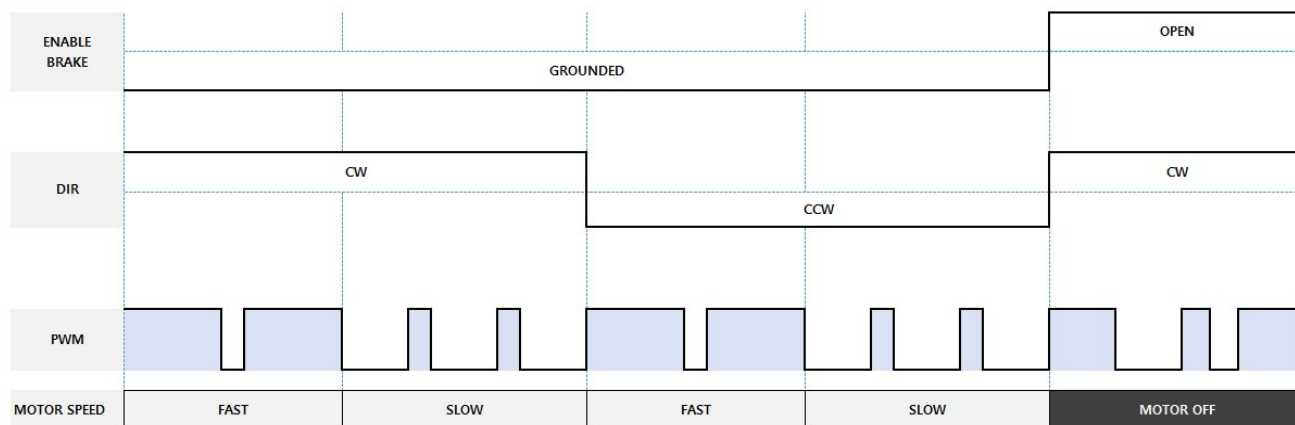 ENABLE
BRAKE
OPEN
GROUNDED
DIR
CW
CW
CCW
PWM
MOTOR SPEED
FAST
SLOW
FAST
SLOW
MOTOR OFF